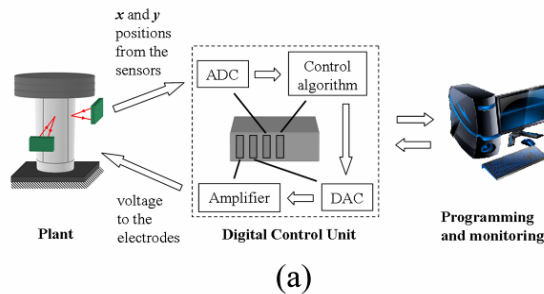 x and y
positions
from the
sensors
ADC
Control
algorithm
Amplifier
DAC
voltage
to the
electrodes
Plant
Digital Control Unit
Programming
and monitoring
(a)